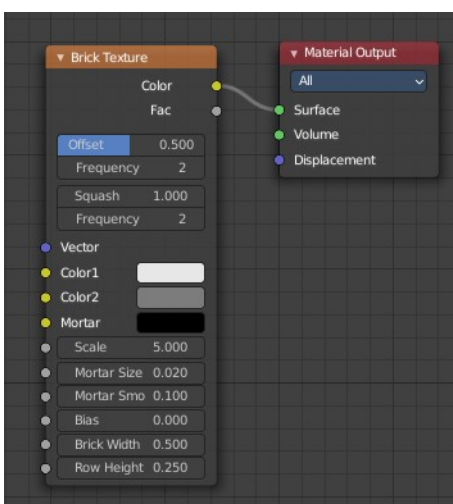 Brick Texture
Color
Fac
Offset 0.500
Frequency 2
Squash 1.000
Frequency 2
Vector
Color1
Color2
Mortar
Scale 5.000
Mortar Size 0.020
Mortar Smo 0.100
Bias 0.000
Brick Width 0.500
Row Height 0.250
Material Output
All
Surface
Volume
Displacement